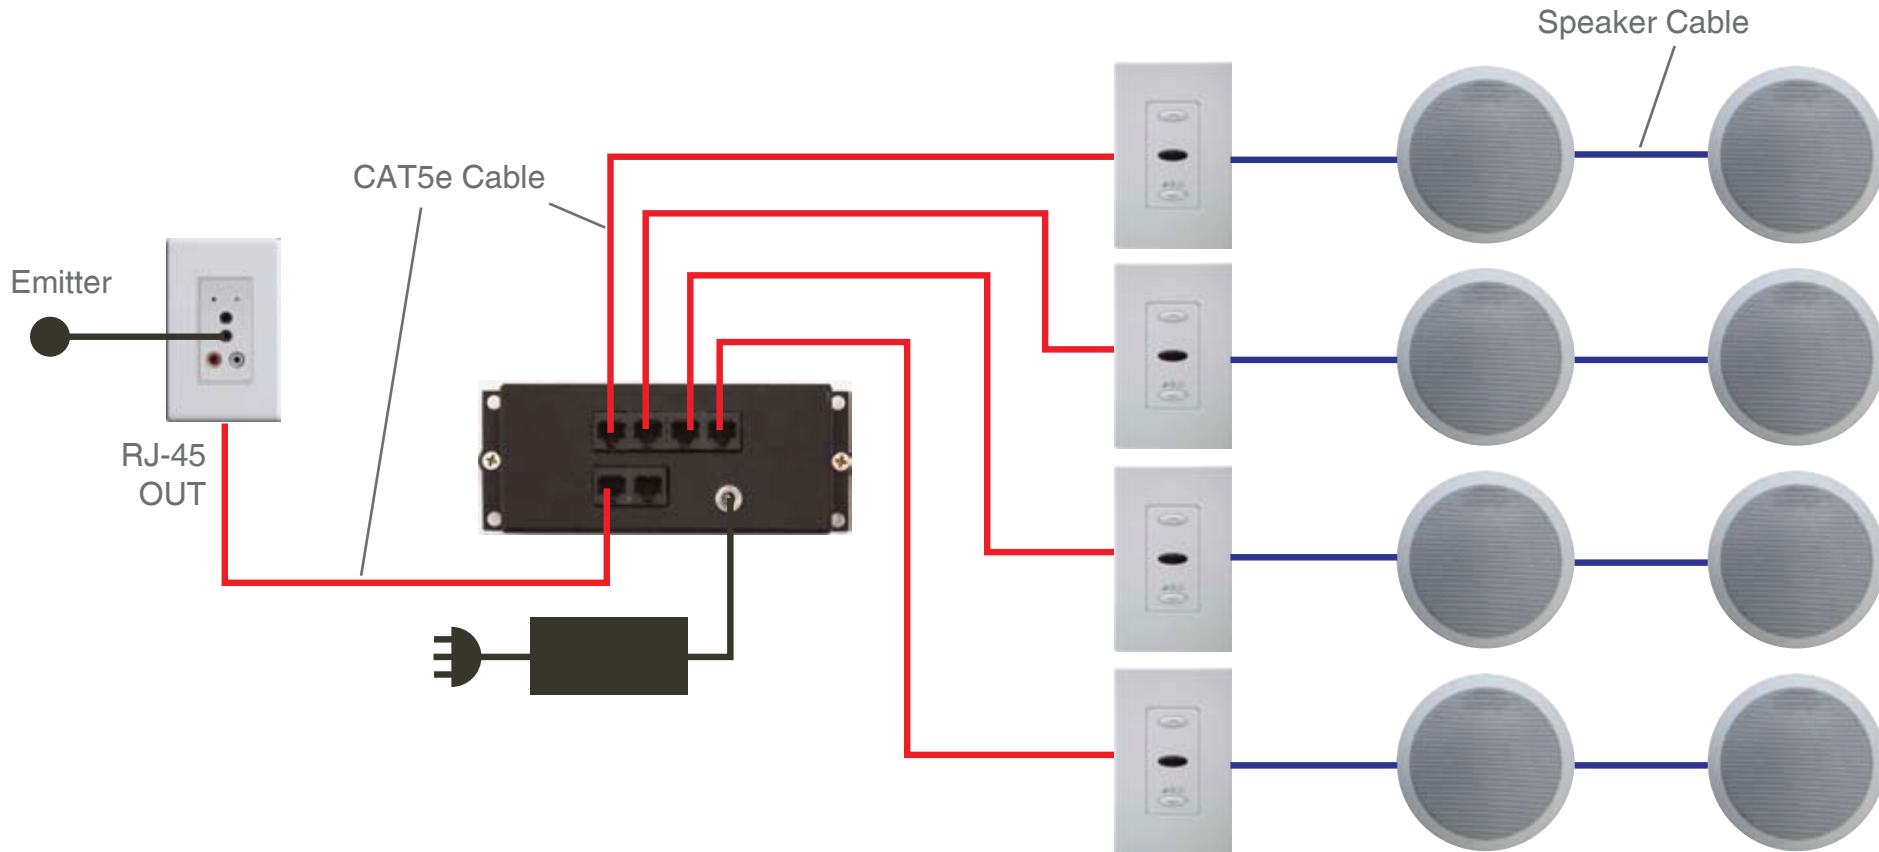 Speaker Cable
CAT5e Cable
Emitter
RJ-45
OUT